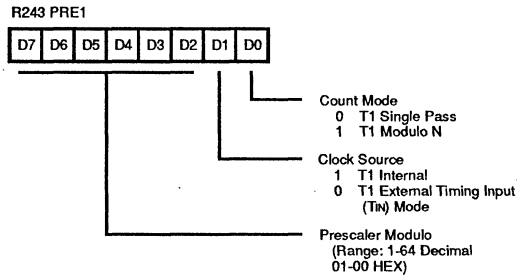 R243 PRE1
D7 D6 D5 D4 D3 D2 D1 D0
Count Mode
0 T1 Single Pass
1 T1 Modulo N
Clock Source
1 T1 Internal
0 T1 External Timing Input
(TIN) Mode
Prescaler Modulo
(Range: 1-64 Decimal
01-00 HEX)